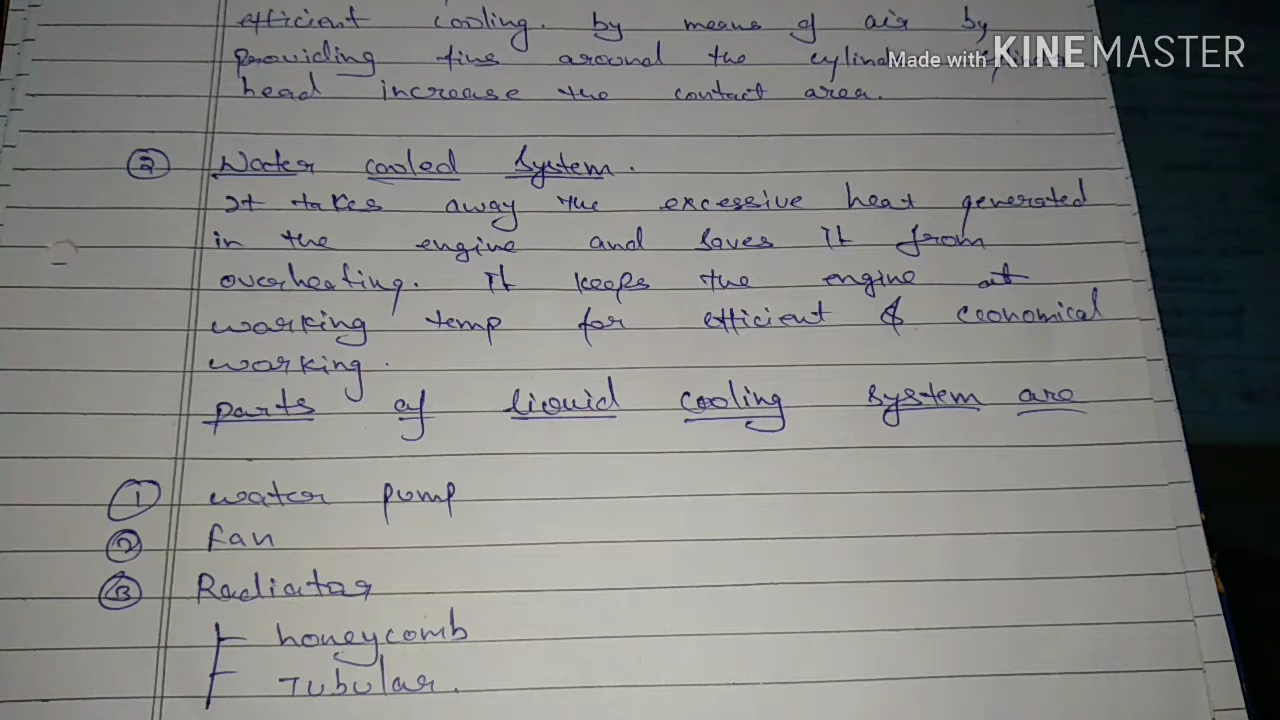 efficient cooling. by means of air by
providing fins around the
Made with KINEMASTER
head increase the contact area.
② Water cooled system.
It takes away the excessive heat generated
in the engine and saves it from
overheating. It keeps the engine at
working temp for efficient & economical
working.
parts of liquid cooling system are
① water pump
② fan
③ Radiator
honeycomb
Tubular.